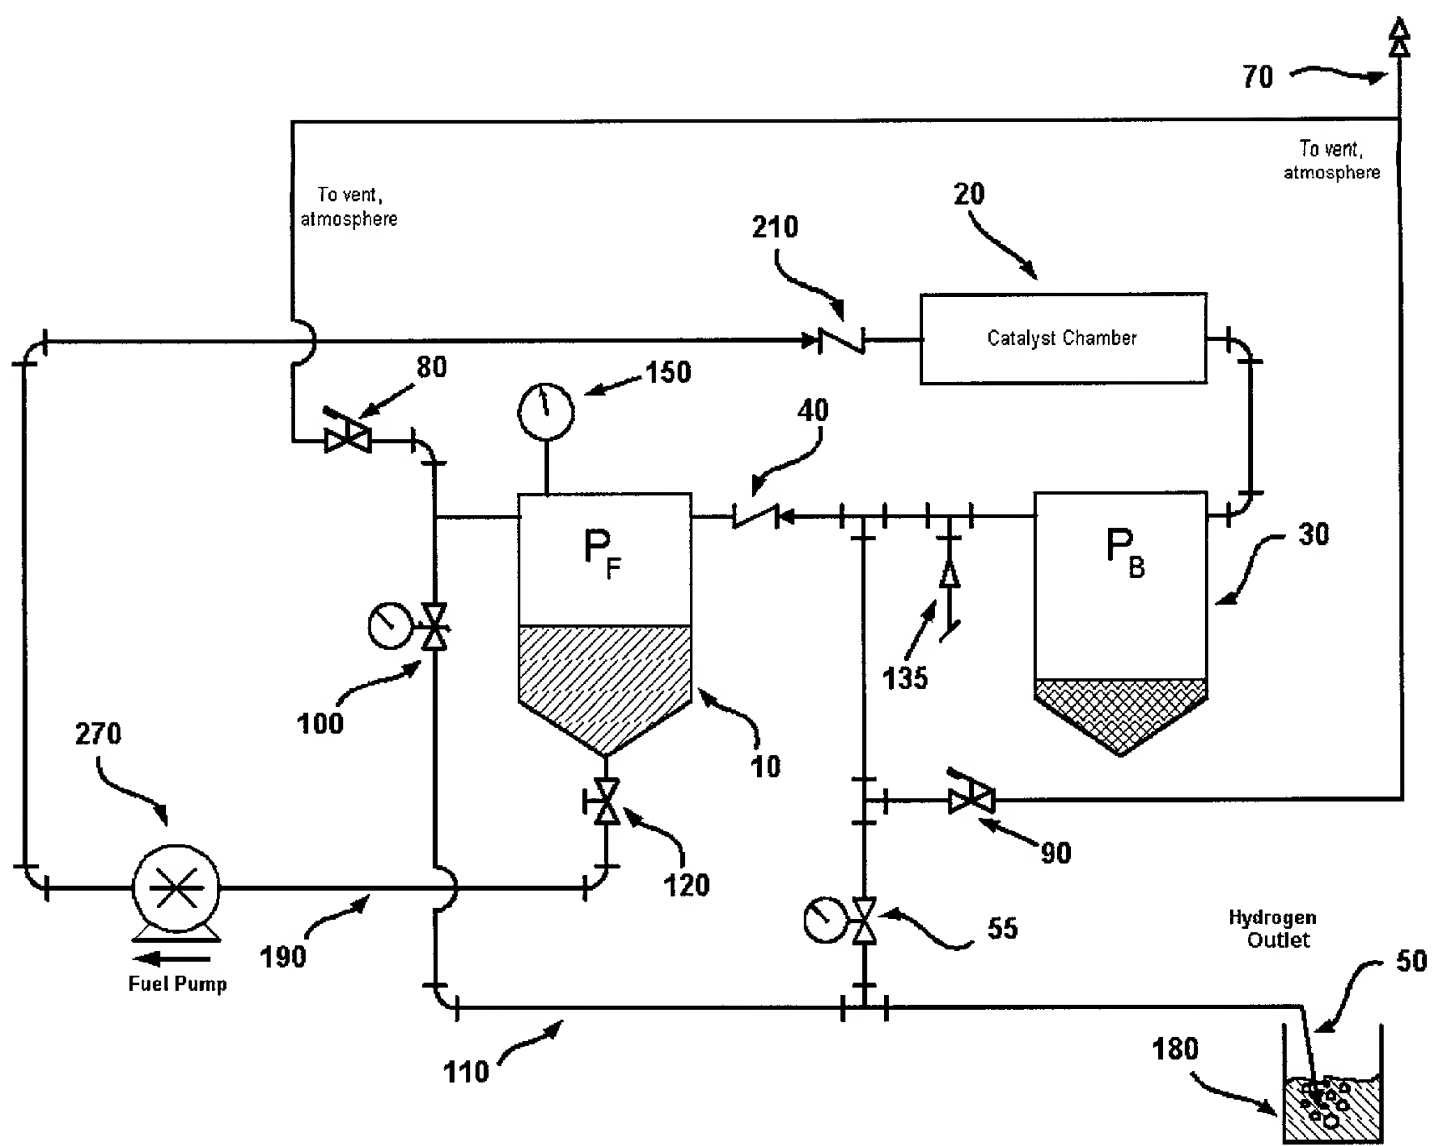 70
To vent,
atmosphere
To vent,
atmosphere
20
210
Catalyst Chamber
80
150
40
P
F
P
B
30
135
100
10
270
120
90
190
55
Hydrogen
Outlet
Fuel Pump
50
180
110